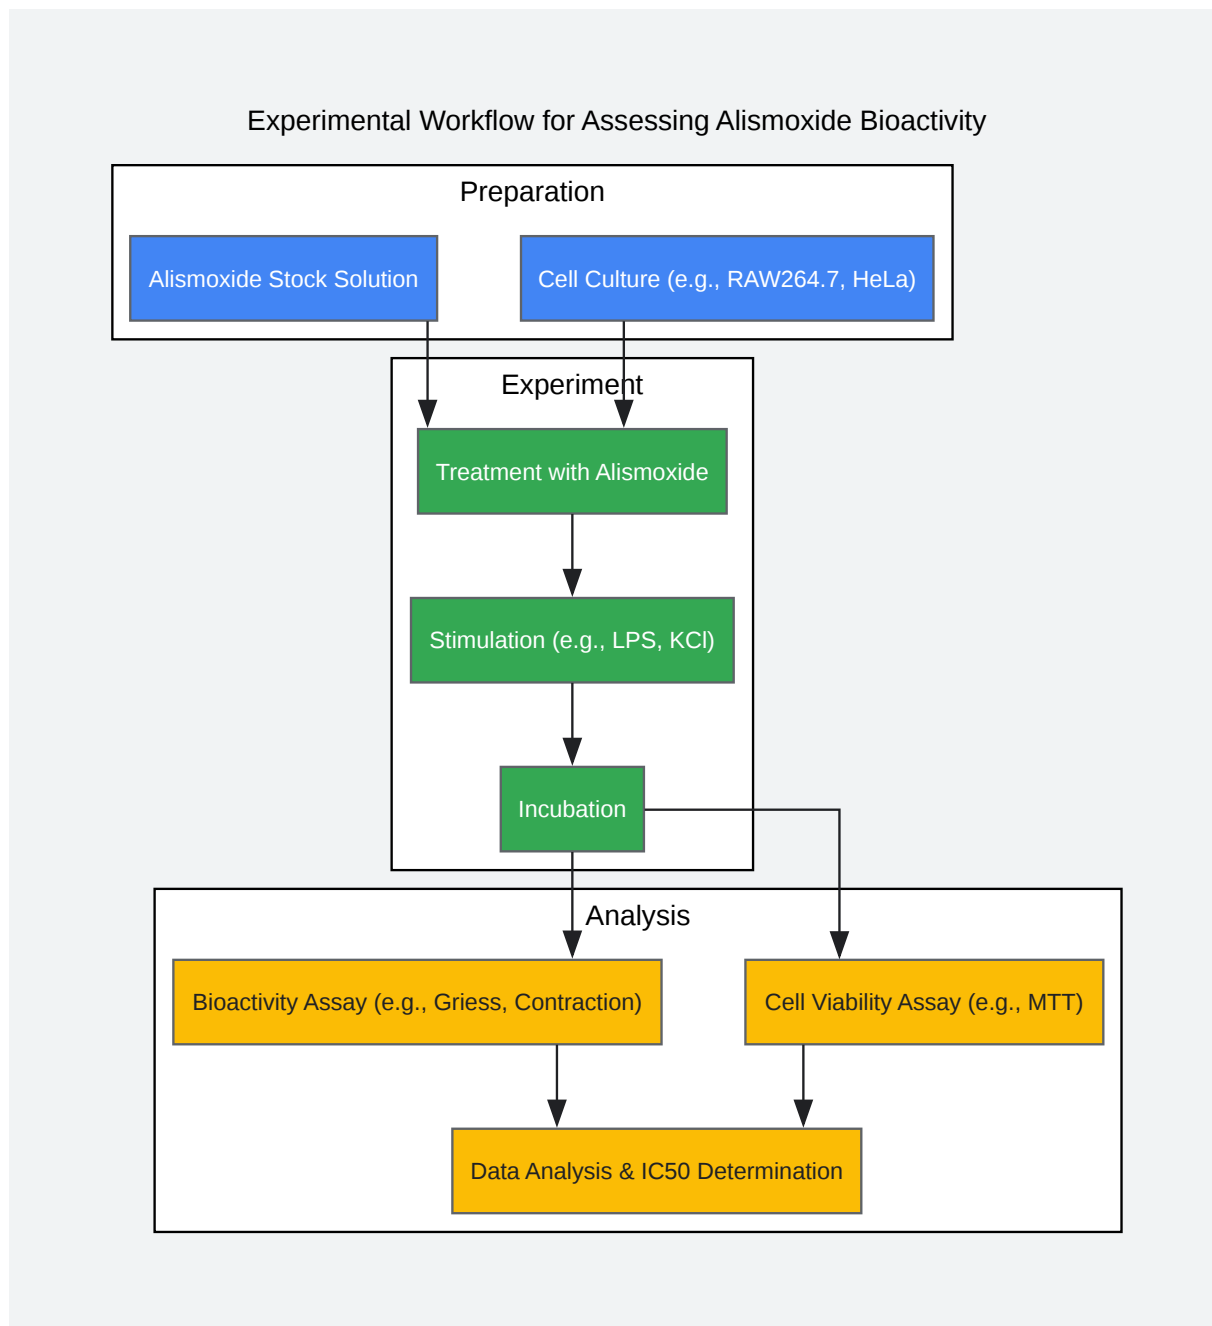 Experimental Workflow for Assessing Alismoxide Bioactivity
Preparation
Alismoxide Stock Solution
Cell Culture (e.g., RAW264.7, HeLa)
Experiment
Treatment with Alismoxide
Stimulation (e.g., LPS, KCl)
Incubation
Analysis
Bioactivity Assay (e.g., Griess, Contraction)
Cell Viability Assay (e.g., MTT)
Data Analysis & IC50 Determination